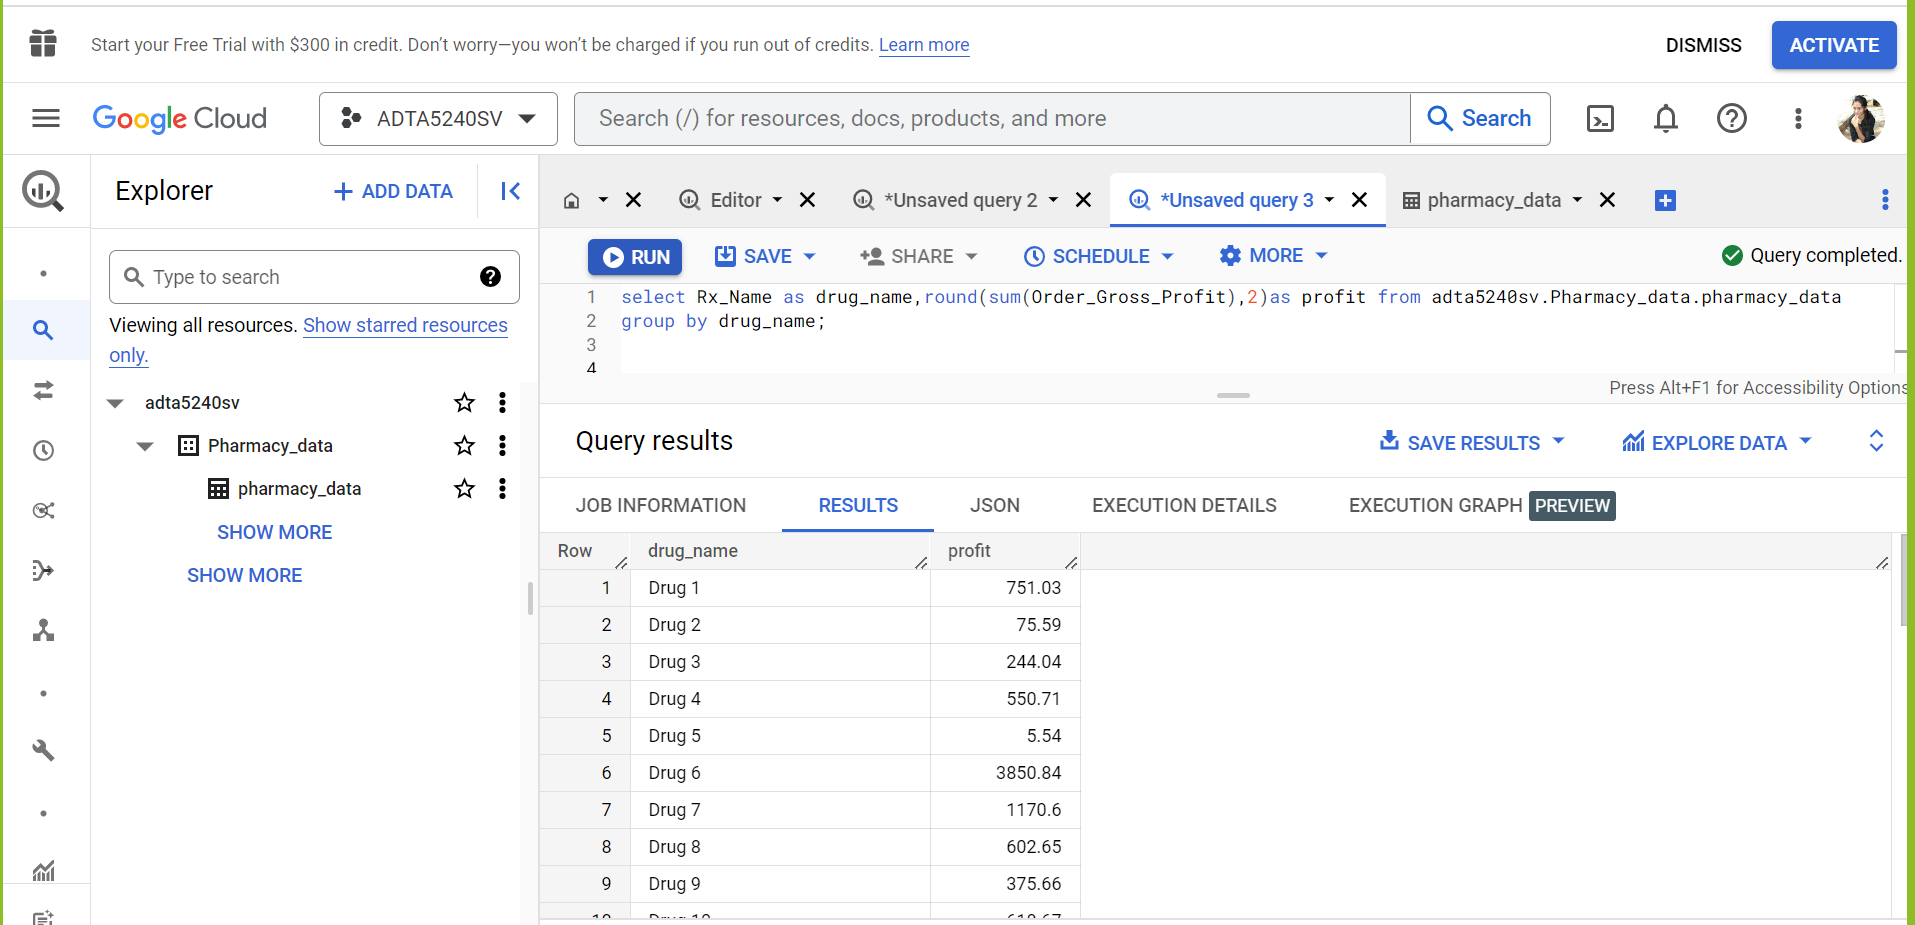 Start your Free Trial with $300 in credit. Don't worry—you won't be charged if you run out of credits. Learn more
DISMISS
ACTIVATE
Google Cloud
ADTA5240SV
Search (/) for resources, docs, products, and more
Search
Explorer
+ ADD DATA
Editor
*Unsaved query 2
*Unsaved query 3
pharmacy_data
RUN
SAVE
SHARE
SCHEDULE
MORE
Query completed.
Type to search
Viewing all resources. Show starred resources
only.
adta5240sv
Pharmacy_data
pharmacy_data
SHOW MORE
SHOW MORE
1 select Rx_Name as drug_name,round(sum(Order_Gross_Profit),2)as profit from adta5240sv.Pharmacy_data.pharmacy_data
2 group by drug_name;
3
4
Press Alt+F1 for Accessibility Options
Query results
SAVE RESULTS
EXPLORE DATA
JOB INFORMATION
RESULTS
JSON
EXECUTION DETAILS
EXECUTION GRAPH
PREVIEW
Row drug_name profit
1 Drug 1 751.03
2 Drug 2 75.59
3 Drug 3 244.04
4 Drug 4 550.71
5 Drug 5 5.54
6 Drug 6 3850.84
7 Drug 7 1170.6
8 Drug 8 602.65
9 Drug 9 375.66